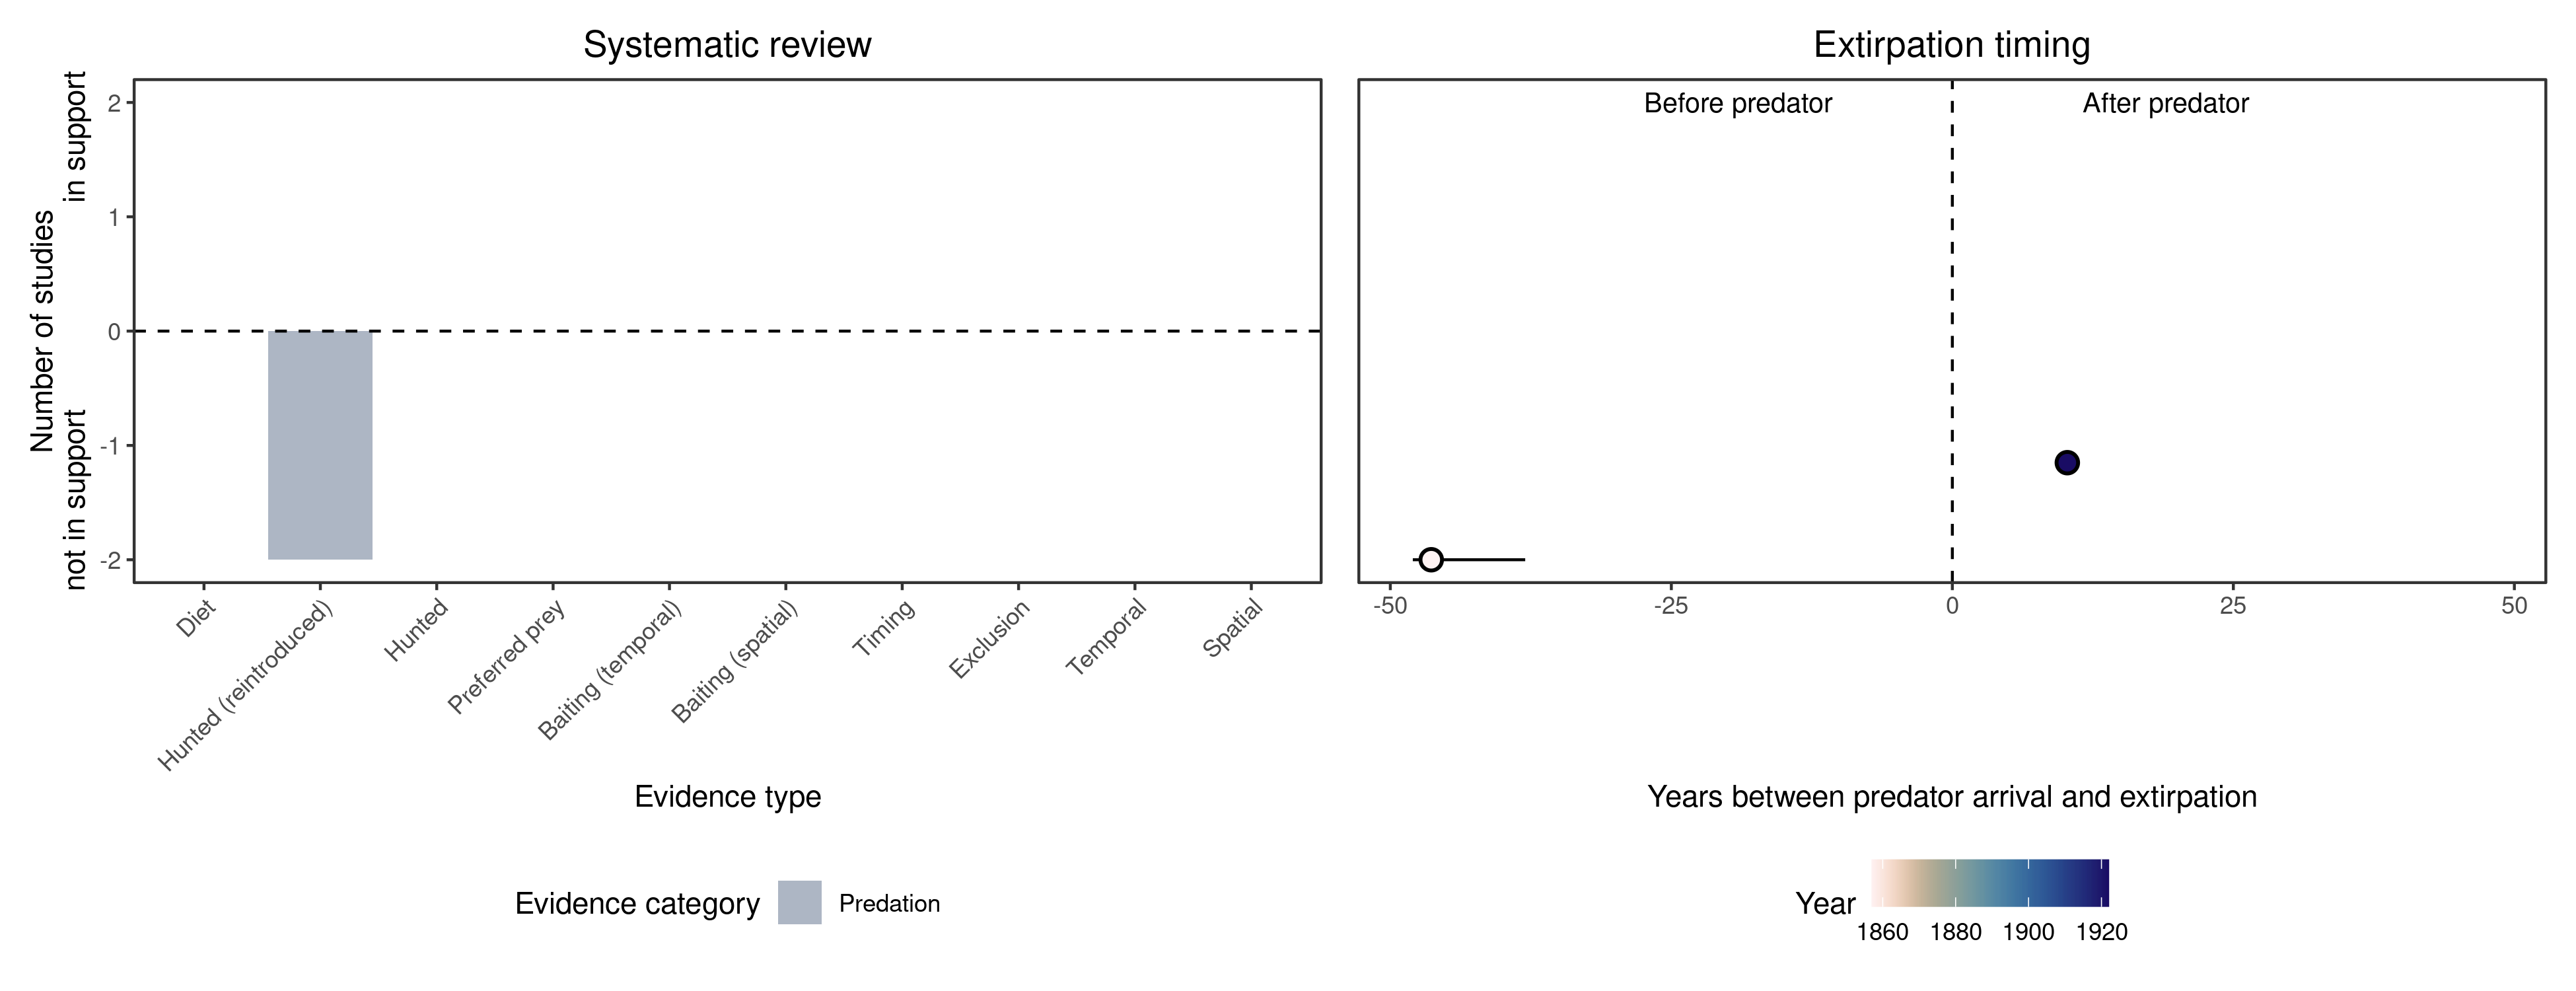 Systematic review
Number of studies
not in support
in support
2
1
0
-1
-2
Diet
Hunted (reintroduced)
Hunted
Preferred prey
Baiting (temporal)
Baiting (spatial)
Timing
Exclusion
Temporal
Spatial
Evidence type
Evidence category
Predation
Extirpation timing
Before predator
After predator
-50
-25
0
25
50
Years between predator arrival and extirpation
Year
1860 1880 1900 1920